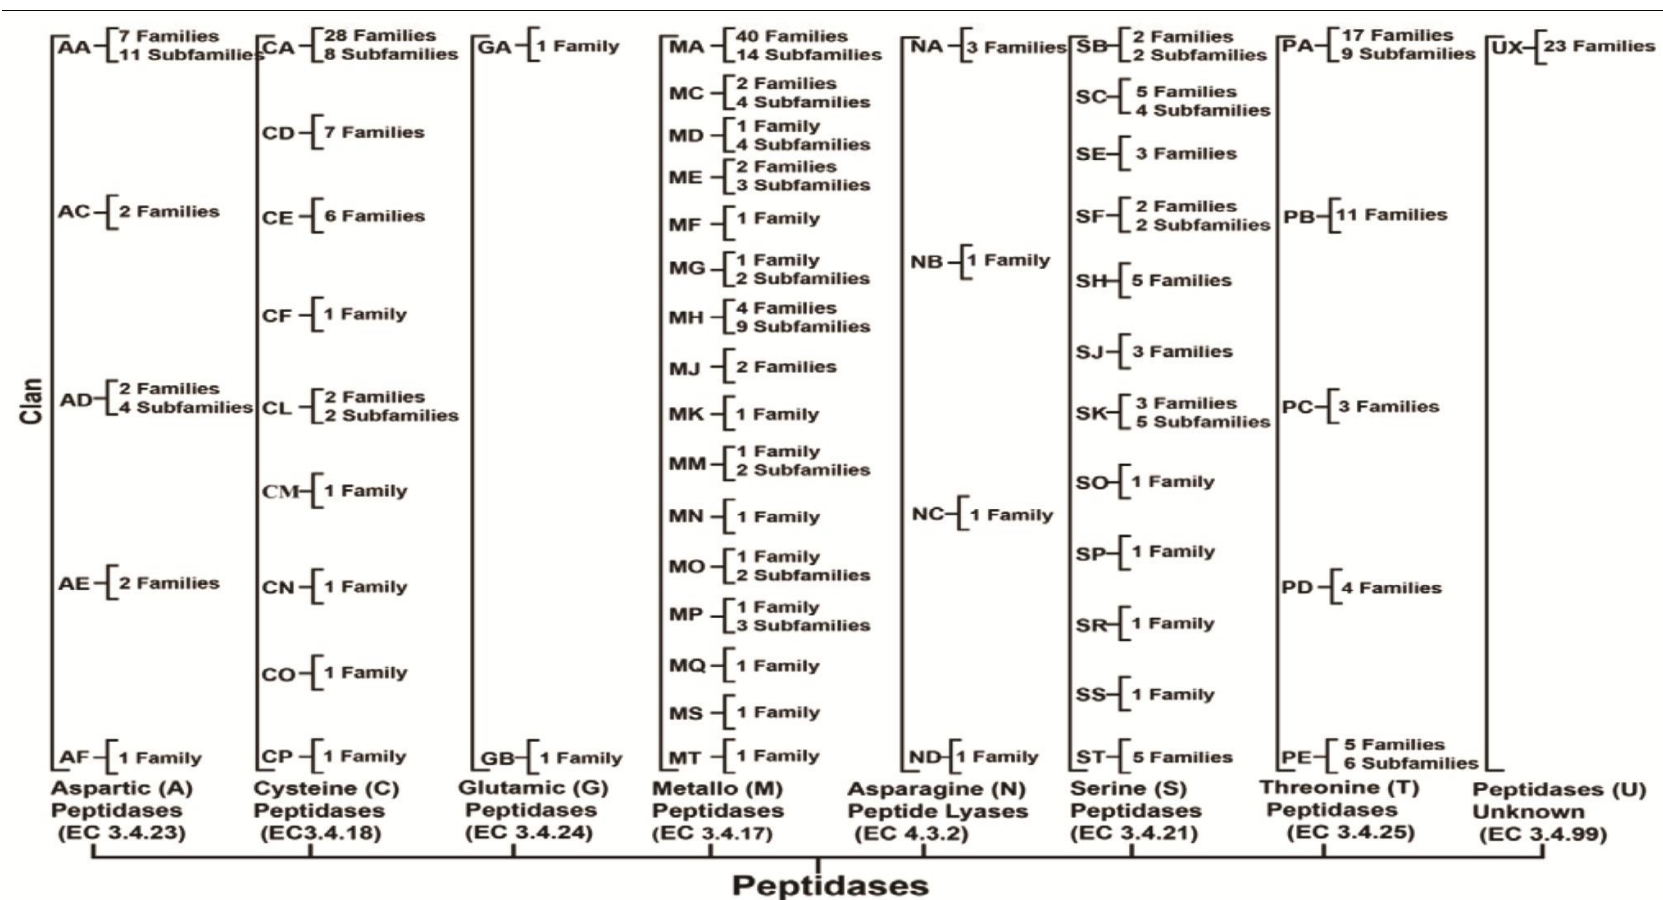 Clan
AA
7 Families
11 Subfamilies
AC
2 Families
AD
2 Families
4 Subfamilies
AE
2 Families
AF
1 Family
Aspartic (A)
Peptidases
(EC 3.4.23)
CA
28 Families
8 Subfamilies
CD
7 Families
CE
6 Families
CF
1 Family
CL
2 Families
2 Subfamilies
CM
1 Family
CN
1 Family
CO
1 Family
CP
1 Family
Cysteine (C)
Peptidases
(EC3.4.18)
GA
1 Family
GB
1 Family
Glutamic (G)
Peptidases
(EC 3.4.24)
MA
40 Families
14 Subfamilies
MC
2 Families
4 Subfamilies
MD
1 Family
4 Subfamilies
ME
2 Families
3 Subfamilies
MF
1 Family
MG
1 Family
2 Subfamilies
MH
4 Families
9 Subfamilies
MJ
2 Families
MK
1 Family
MM
1 Family
2 Subfamilies
MN
1 Family
MO
1 Family
2 Subfamilies
MP
1 Family
3 Subfamilies
MQ
1 Family
MS
1 Family
MT
1 Family
Metallo (M)
Peptidases
(EC 3.4.17)
NA
3 Families
NB
1 Family
NC
1 Family
ND
1 Family
Asparagine (N)
Peptide Lyases
(EC 4.3.2)
SB
2 Families
2 Subfamilies
SC
5 Families
4 Subfamilies
SE
3 Families
SF
2 Families
2 Subfamilies
SH
5 Families
SJ
3 Families
SK
3 Families
5 Subfamilies
SO
1 Family
SP
1 Family
SR
1 Family
SS
1 Family
ST
5 Families
Serine (S)
Peptidases
(EC 3.4.21)
PA
17 Families
9 Subfamilies
PB
11 Families
PC
3 Families
PD
4 Families
PE
5 Families
6 Subfamilies
Threonine (T)
Peptidases
(EC 3.4.25)
UX
23 Families
Peptidases (U)
Unknown
(EC 3.4.99)
Peptidases